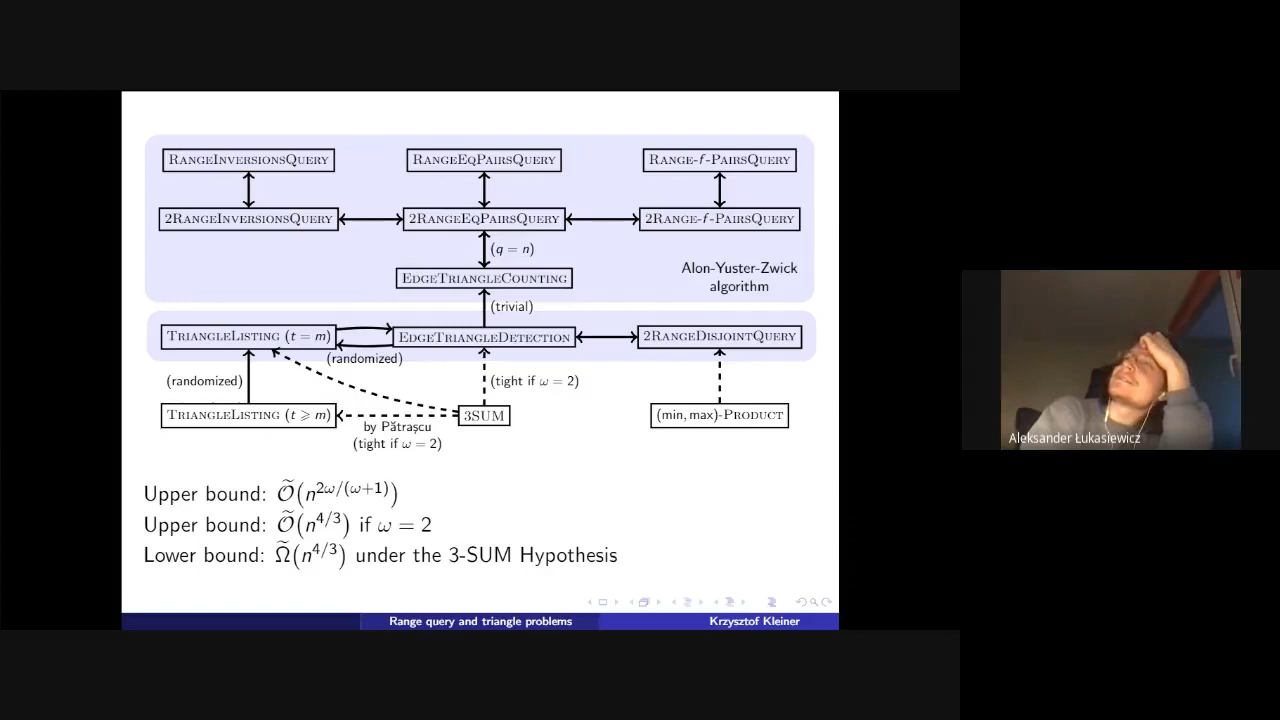 RANGEINVERSIONSQUERY RANGEEQPAIRSQUERY RANGE-f-PAIRSQUERY
2RANGEINVERSIONSQUERY 2RANGEEQPAIRSQUERY 2RANGE-f-PAIRSQUERY
(q = n)
EDGETRIANGLECOUNTING
Alon-Yuster-Zwick
algorithm
(trivial)
TRIANGLELISTING (t = m) EDGETRIANGLEDETECTION 2RANGEDISJOINTQUERY
(randomized)
(randomized) (tight if ω = 2)
TRIANGLELISTING (t ⩾ m) 3SUM (min, max)-PRODUCT
by Pătraşcu
(tight if ω = 2)
Upper bound: Õ(n^{2ω/(ω+1)})
Upper bound: Õ(n^{4/3}) if ω = 2
Lower bound: Ω̃(n^{4/3}) under the 3-SUM Hypothesis
Range query and triangle problems Krzysztof Kleiner
Aleksander Łukasiewicz